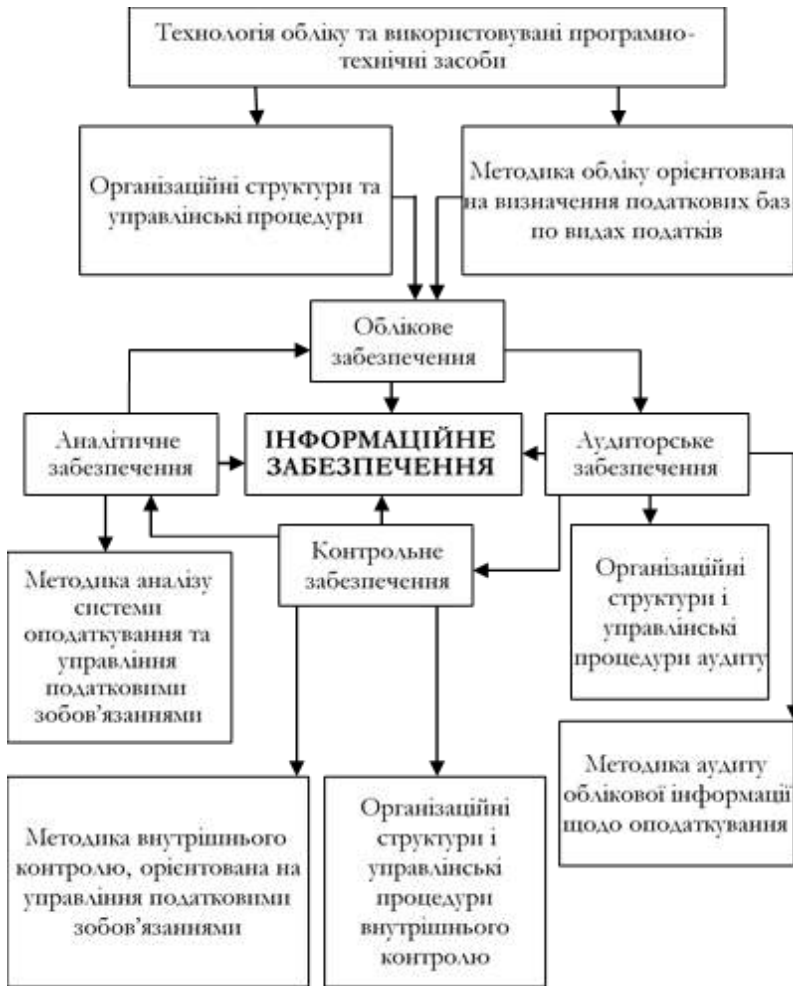 Технологія обліку та використовувані програмно-
технічні засоби
Організаційні структури та
управлінські процедури
Методика обліку орієнтована
на визначення податкових баз
по видах податків
Облікове
забезпечення
Аналітичне
забезпечення
ІНФОРМАЦІЙНЕ
ЗАБЕЗПЕЧЕННЯ
Аудиторське
забезпечення
Контрольне
забезпечення
Методика аналізу
системи
оподаткування та
управління
податковими
зобов'язаннями
Організаційні
структури і
управлінські
процедури аудиту
Методика аудиту
облікової інформації
щодо оподаткування
Методика внутрішнього
контролю, орієнтована на
управління податковими
зобов'язаннями
Організаційні
структури і
управлінські
процедури
внутрішнього
контролю